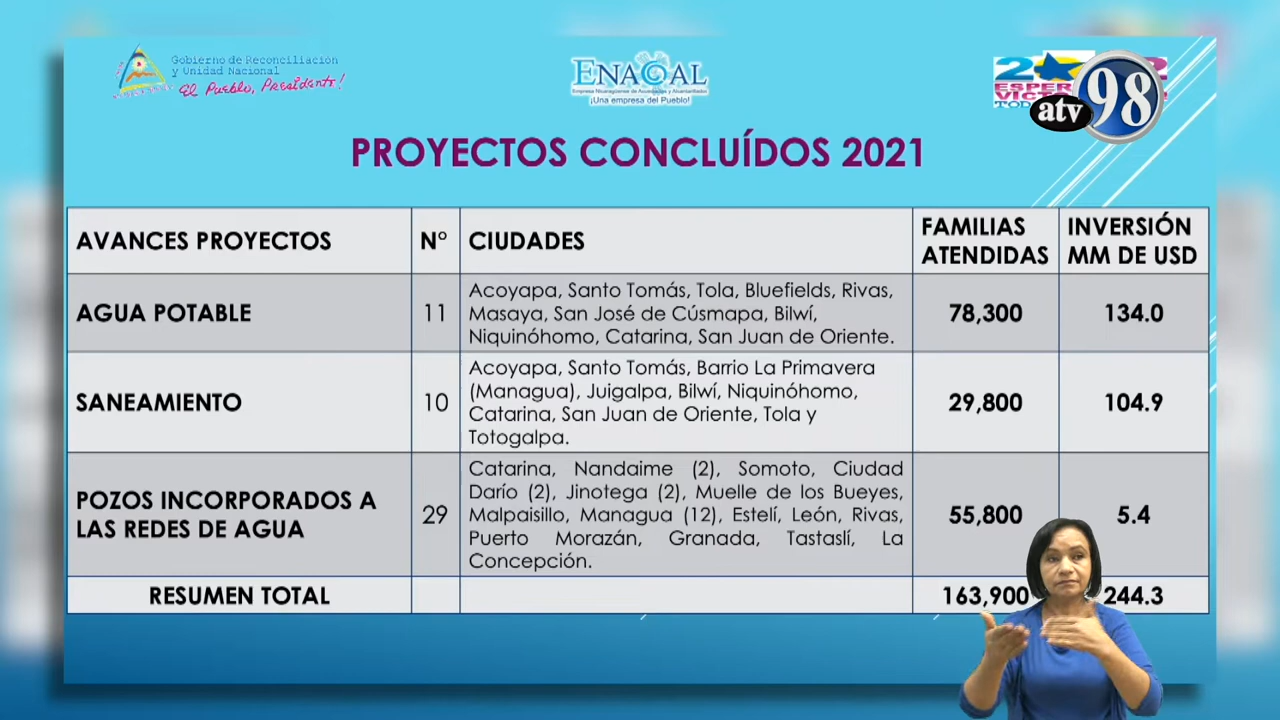 Gobierno de Reconciliación
y Unidad Nacional
El Pueblo, Presidente!
ENACAL
Empresa Nicaragüense de Acueductos y Alcantarillados
¡Una empresa del Pueblo!
atv 98
PROYECTOS CONCLUÍDOS 2021
AVANCES PROYECTOS
N°
CIUDADES
FAMILIAS
ATENDIDAS
INVERSIÓN
MM DE USD
AGUA POTABLE
11
Acoyapa, Santo Tomás, Tola, Bluefields, Rivas,
Masaya, San José de Cúsmapa, Bilwí,
Niquinóhomo, Catarina, San Juan de Oriente.
78,300
134.0
SANEAMIENTO
10
Acoyapa, Santo Tomás, Barrio La Primavera
(Managua), Juigalpa, Bilwí, Niquinóhomo,
Catarina, San Juan de Oriente, Tola y
Totogalpa.
29,800
104.9
POZOS INCORPORADOS A
LAS REDES DE AGUA
29
Catarina, Nandaime (2), Somoto, Ciudad
Darío (2), Jinotega (2), Muelle de los Bueyes,
Malpaisillo, Managua (12), Estelí, León, Rivas,
Puerto Morazán, Granada, Tastaslí, La
Concepción.
55,800
5.4
RESUMEN TOTAL
163,900
244.3